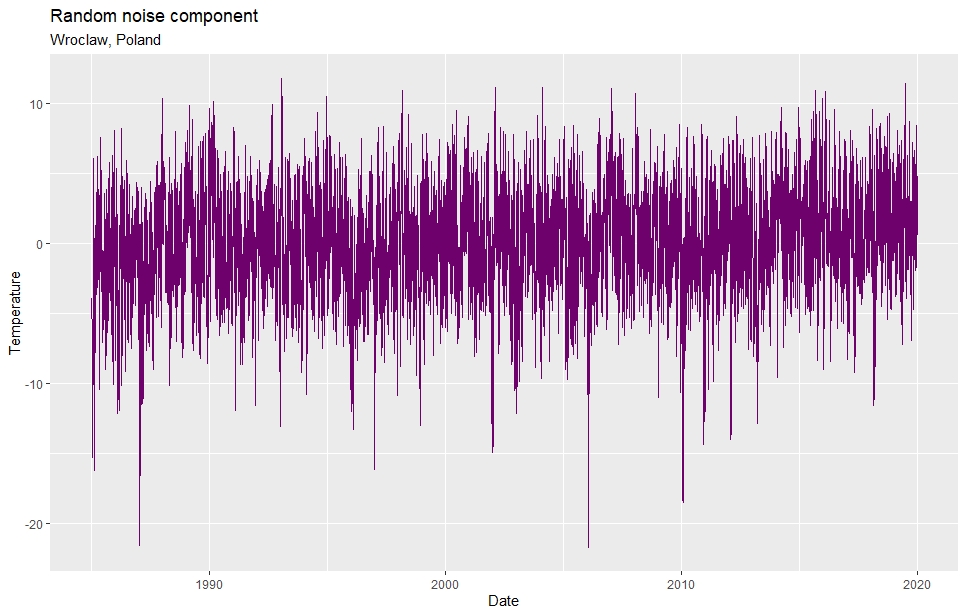 Random noise component
Wroclaw, Poland
Temperature
10
0
-10
-20
1990
2000
2010
2020
Date